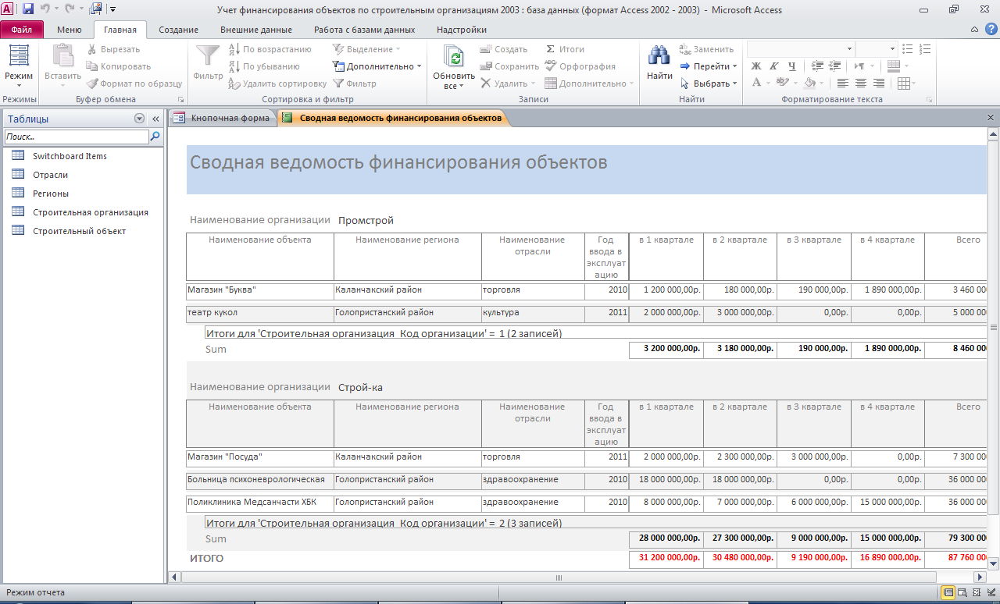 Учет финансирования объектов по строительным организациям 2003 : база данных (формат Access 2002 - 2003) - Microsoft Access
Файл Меню Главная Создание Внешние данные Работа с базами данных Надстройки
Режим
Режимы
Вставить
Вырезать
Копировать
Формат по образцу
Буфер обмена
Фильтр
По возрастанию
По убыванию
Удалить сортировку
Выделение
Дополнительно
Фильтр
Сортировка и фильтр
Обновить все
Создать
Сохранить
Удалить
Итоги
Орфография
Дополнительно
Записи
Найти
Заменить
Перейти
Выбрать
Найти
Ж К Ч
А
Форматирование текста
Таблицы
Поиск...
Switchboard Items
Отрасли
Регионы
Строительная организация
Строительный объект
Кнопочная форма
Сводная ведомость финансирования объектов
Сводная ведомость финансирования объектов
Наименование организации Промстрой
Наименование объекта Наименование региона Наименование отрасли Год ввода в эксплуатацию в 1 квартале в 2 квартале в 3 квартале в 4 квартале Всего
Магазин "Буква" Каланчакский район торговля 2010 1 200 000,00р. 180 000,00р. 190 000,00р. 1 890 000,00р. 3 460 00
театр кукол Голопристанский район культура 2011 2 000 000,00р. 3 000 000,00р. 0,00р. 0,00р. 5 000 00
Итоги для 'Строительная организация_Код организации' = 1 (2 записей)
Sum 3 200 000,00р. 3 180 000,00р. 190 000,00р. 1 890 000,00р. 8 460 00
Наименование организации Строй-ка
Наименование объекта Наименование региона Наименование отрасли Год ввода в эксплуатацию в 1 квартале в 2 квартале в 3 квартале в 4 квартале Всего
Магазин "Посуда" Каланчакский район торговля 2011 2 000 000,00р. 2 300 000,00р. 3 000 000,00р. 0,00р. 7 300 00
Больница психоневрологическая Голопристанский район здравоохранение 2010 18 000 000,00р. 18 000 000,00р. 0,00р. 0,00р. 36 000 00
Поликлиника Медсанчасти ХБК Голопристанский район здравоохранение 2010 8 000 000,00р. 7 000 000,00р. 6 000 000,00р. 15 000 000,00р. 36 000 00
Итоги для 'Строительная организация_Код организации' = 2 (3 записей)
Sum 28 000 000,00р. 27 300 000,00р. 9 000 000,00р. 15 000 000,00р. 79 300 00
ИТОГО 31 200 000,00р. 30 480 000,00р. 9 190 000,00р. 16 890 000,00р. 87 760 00
Режим отчета